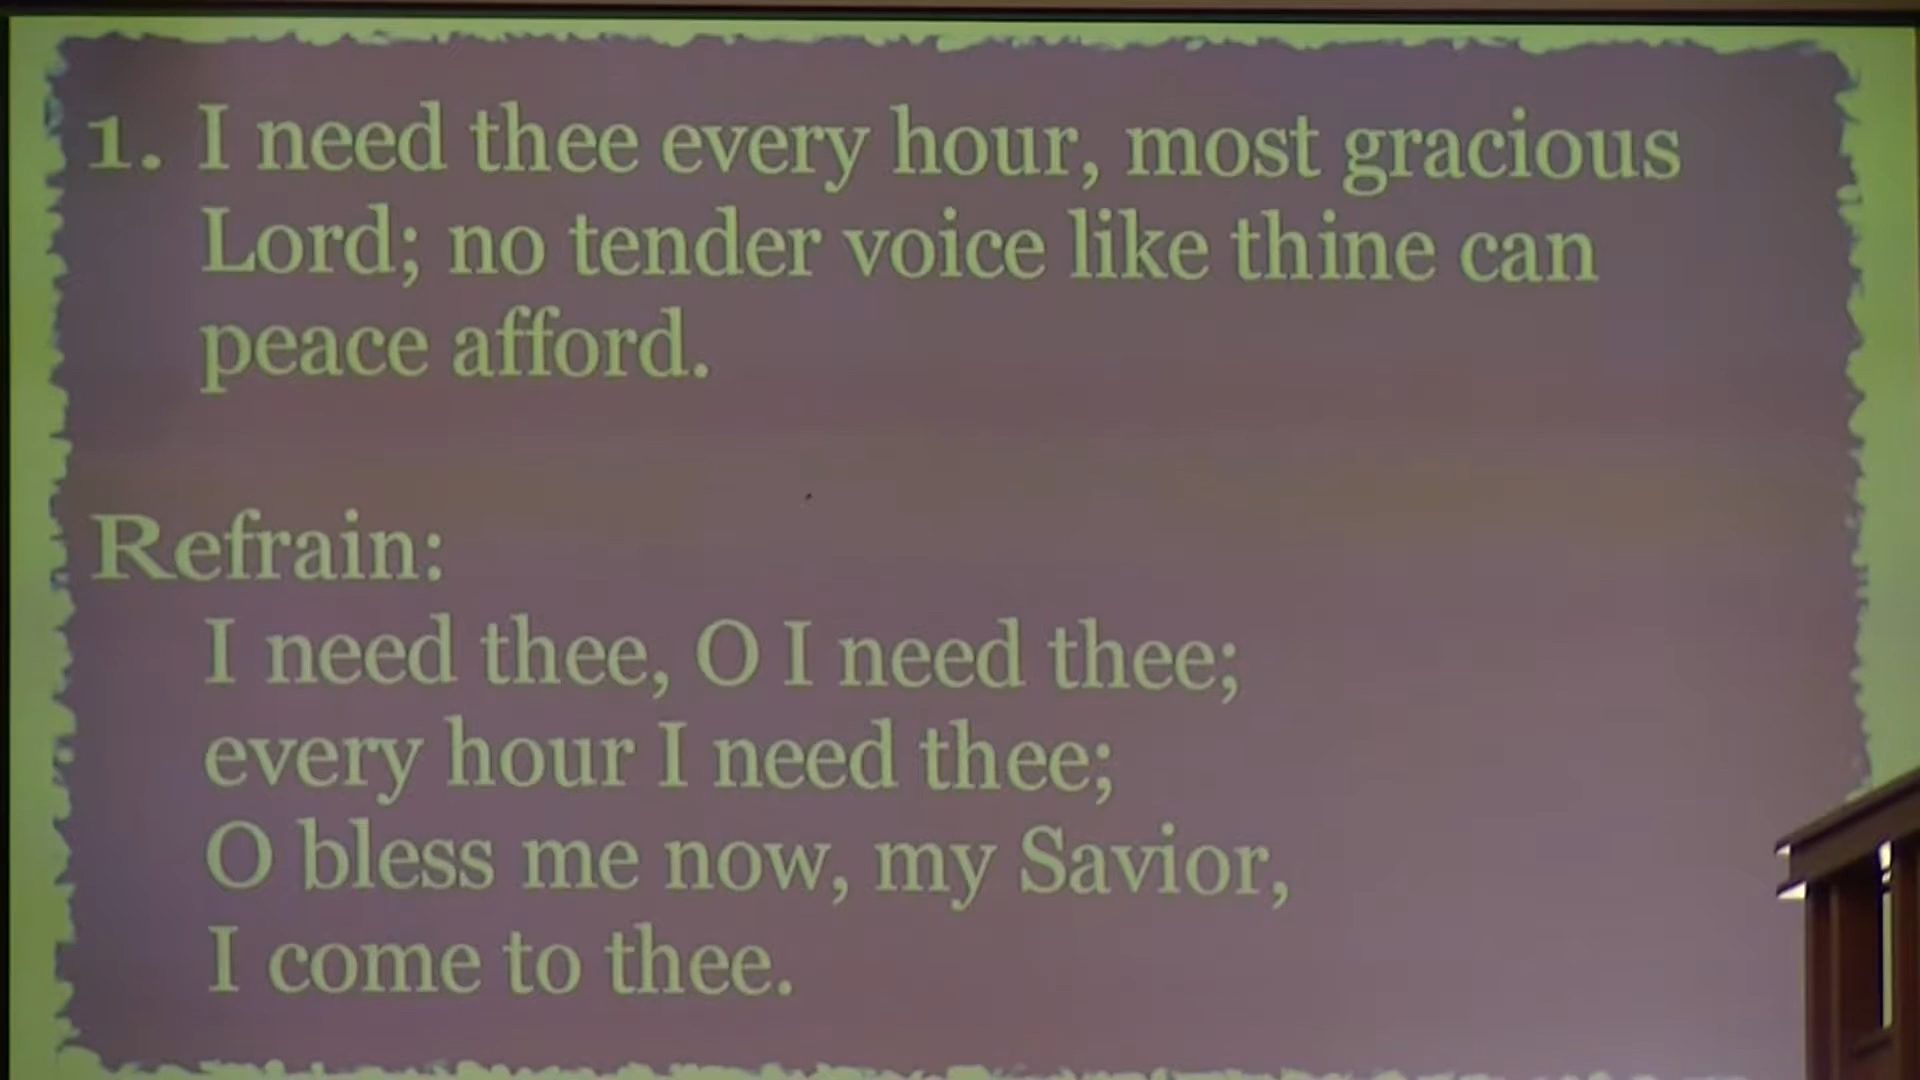 1. I need thee every hour, most gracious
Lord; no tender voice like thine can
peace afford.
Refrain:
I need thee, O I need thee;
every hour I need thee;
O bless me now, my Savior,
I come to thee.